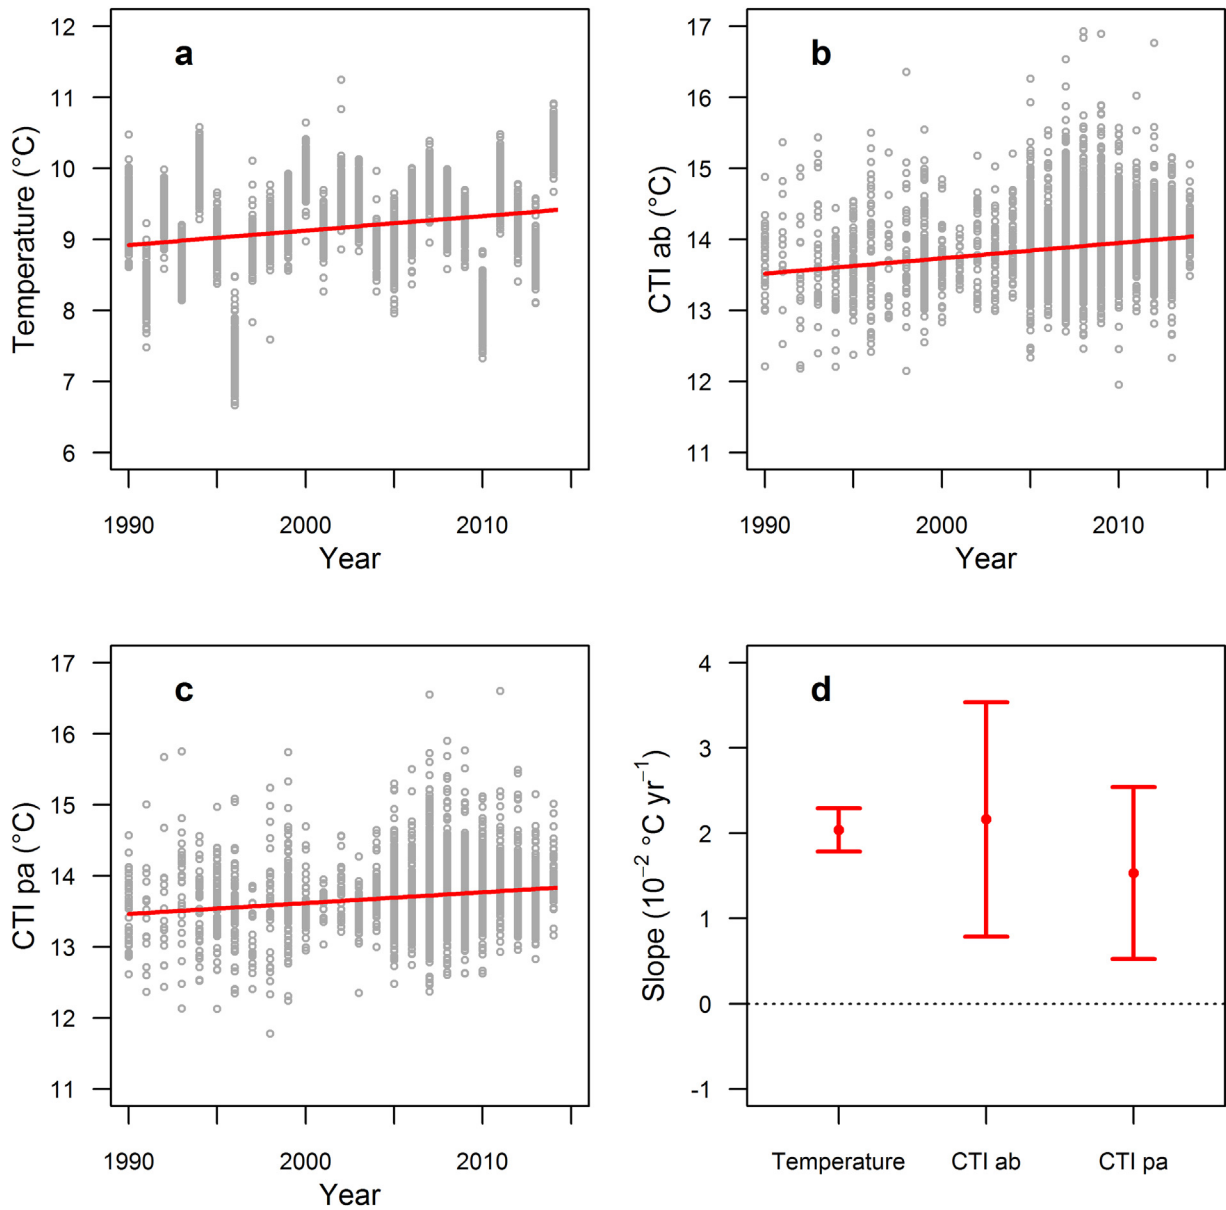 a
Temperature (°C)
12
11
10
9
8
7
6
1990
2000
2010
Year
b
CTI ab (°C)
17
16
15
14
13
12
11
1990
2000
2010
Year
c
CTI pa (°C)
17
16
15
14
13
12
11
1990
2000
2010
Year
d
Slope (10⁻² °C yr⁻¹)
4
3
2
1
0
-1
Temperature
CTI ab
CTI pa